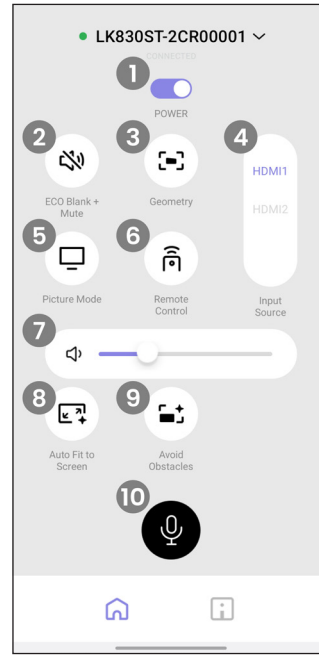 LK830ST-2CR00001
CONNECTED
1
POWER
2
3
4
ECO Blank +
Mute
Geometry
HDMI1
HDMI2
5
6
Picture Mode
Remote
Control
Input
Source
7
8
9
Auto Fit to
Screen
Avoid
Obstacles
10